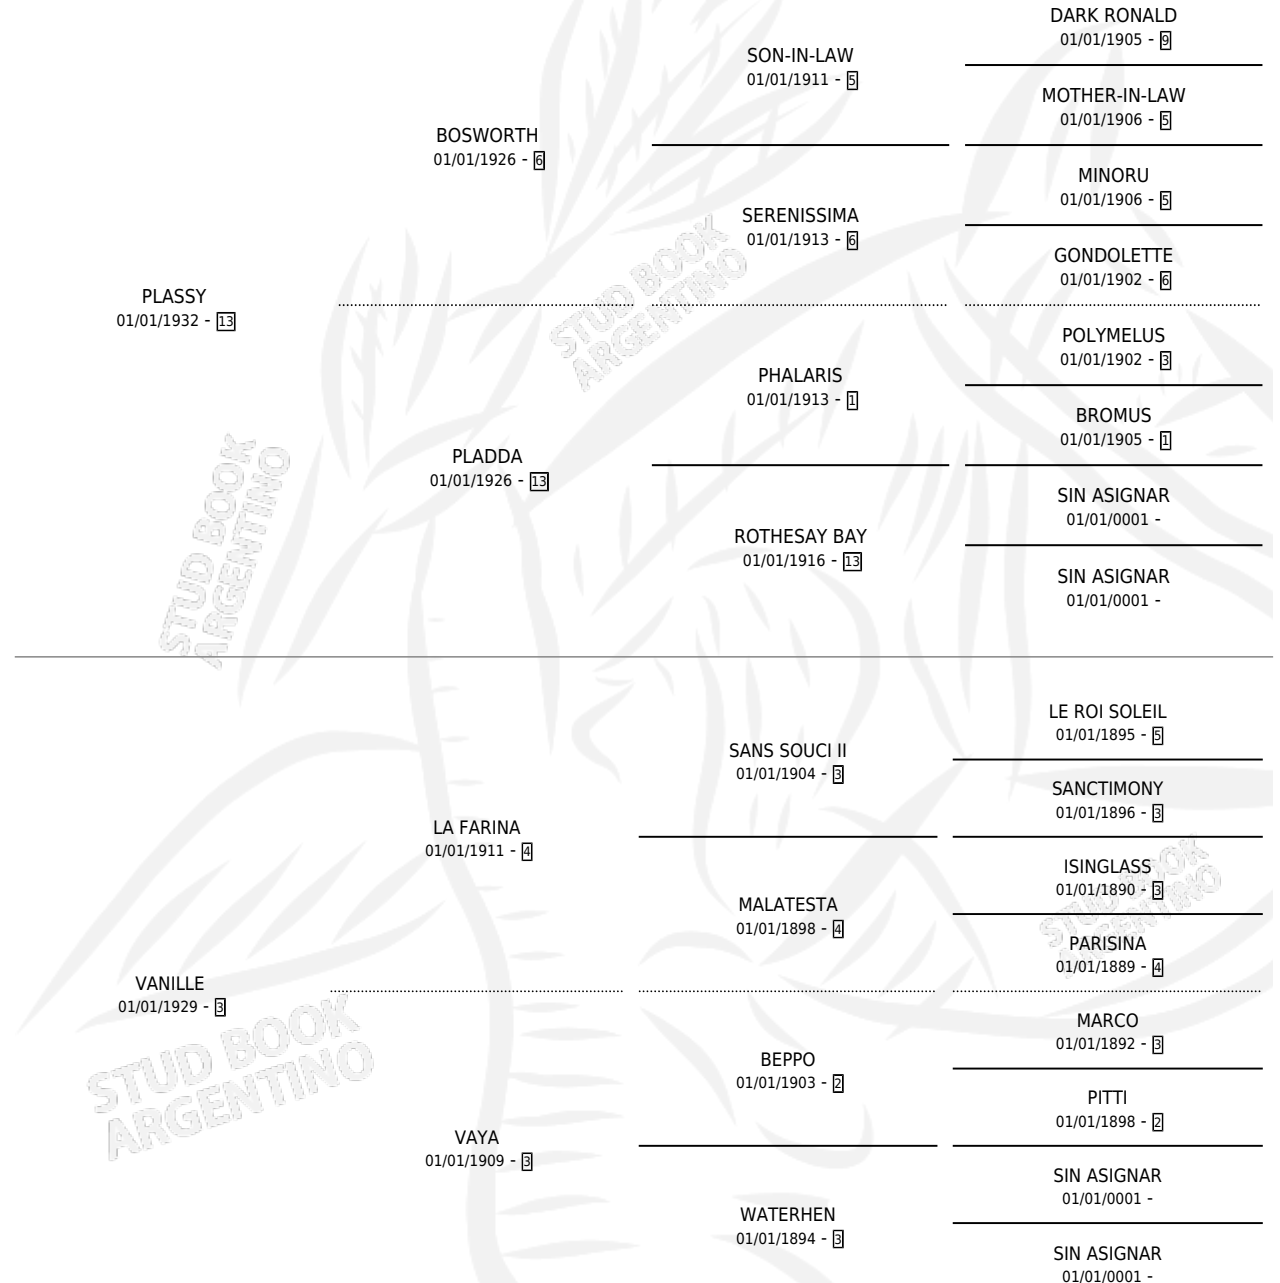 DARK RONALD
01/01/1905 - 9
SON-IN-LAW
01/01/1911 - 5
MOTHER-IN-LAW
01/01/1906 - 5
BOSWORTH
01/01/1926 - 6
MINORU
01/01/1906 - 5
SERENISSIMA
01/01/1913 - 6
GONDOLETTE
01/01/1902 - 6
PLASSY
01/01/1932 - 13
POLYMELUS
01/01/1902 - 3
PHALARIS
01/01/1913 - 1
BROMUS
01/01/1905 - 1
PLADDA
01/01/1926 - 13
SIN ASIGNAR
01/01/0001 -
ROTHESAY BAY
01/01/1916 - 13
SIN ASIGNAR
01/01/0001 -
STUD BOOK
ARGENTINO
STUD BOOK
ARGENTINO
LE ROI SOLEIL
01/01/1895 - 5
SANS SOUCI II
01/01/1904 - 3
SANCTIMONY
01/01/1896 - 3
LA FARINA
01/01/1911 - 4
ISINGLASS
01/01/1890 - 3
MALATESTA
01/01/1898 - 4
PARISINA
01/01/1889 - 4
VANILLE
01/01/1929 - 3
MARCO
01/01/1892 - 3
BEPPO
01/01/1903 - 2
PITTI
01/01/1898 - 2
VAYA
01/01/1909 - 3
SIN ASIGNAR
01/01/0001 -
WATERHEN
01/01/1894 - 3
SIN ASIGNAR
01/01/0001 -
STUD BOOK
ARGENTINO
STUD BOOK
ARGENTINO